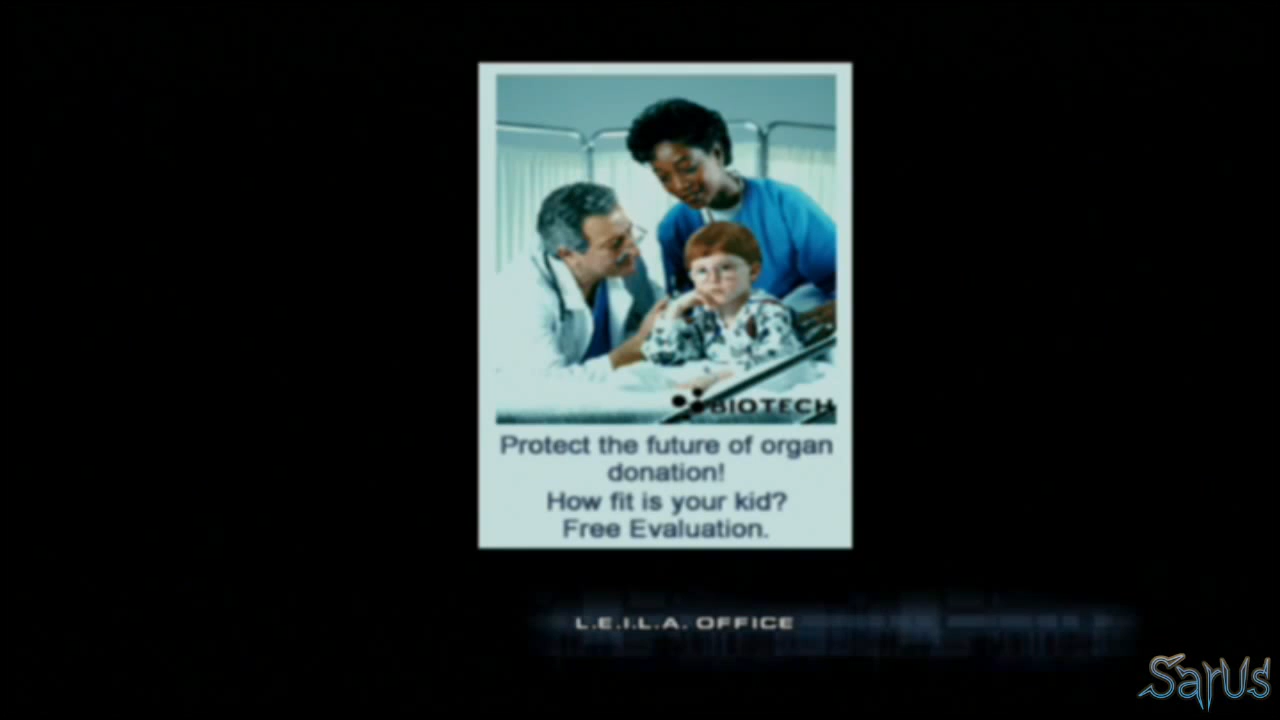 BIOTECH
Protect the future of organ
donation!
How fit is your kid?
Free Evaluation.
L.E.I.L.A. OFFICE
Sarus